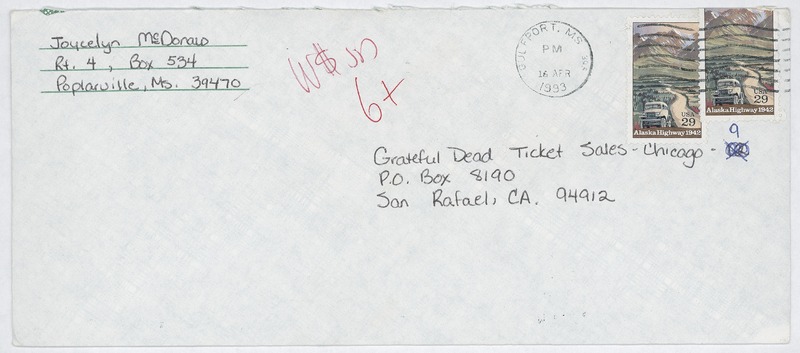 Joycelyn McDonald
Rt. 4, Box 534
Poplarville, Ms. 39470
W$ JD
6+
GULFPORT, MS
PM
16 APR
1993
USA
29
Alaska Highway 1942
USA
29
Alaska Highway 1942
9
Grateful Dead Ticket Sales - Chicago -
P.O. Box 8190
San Rafael, CA. 94912